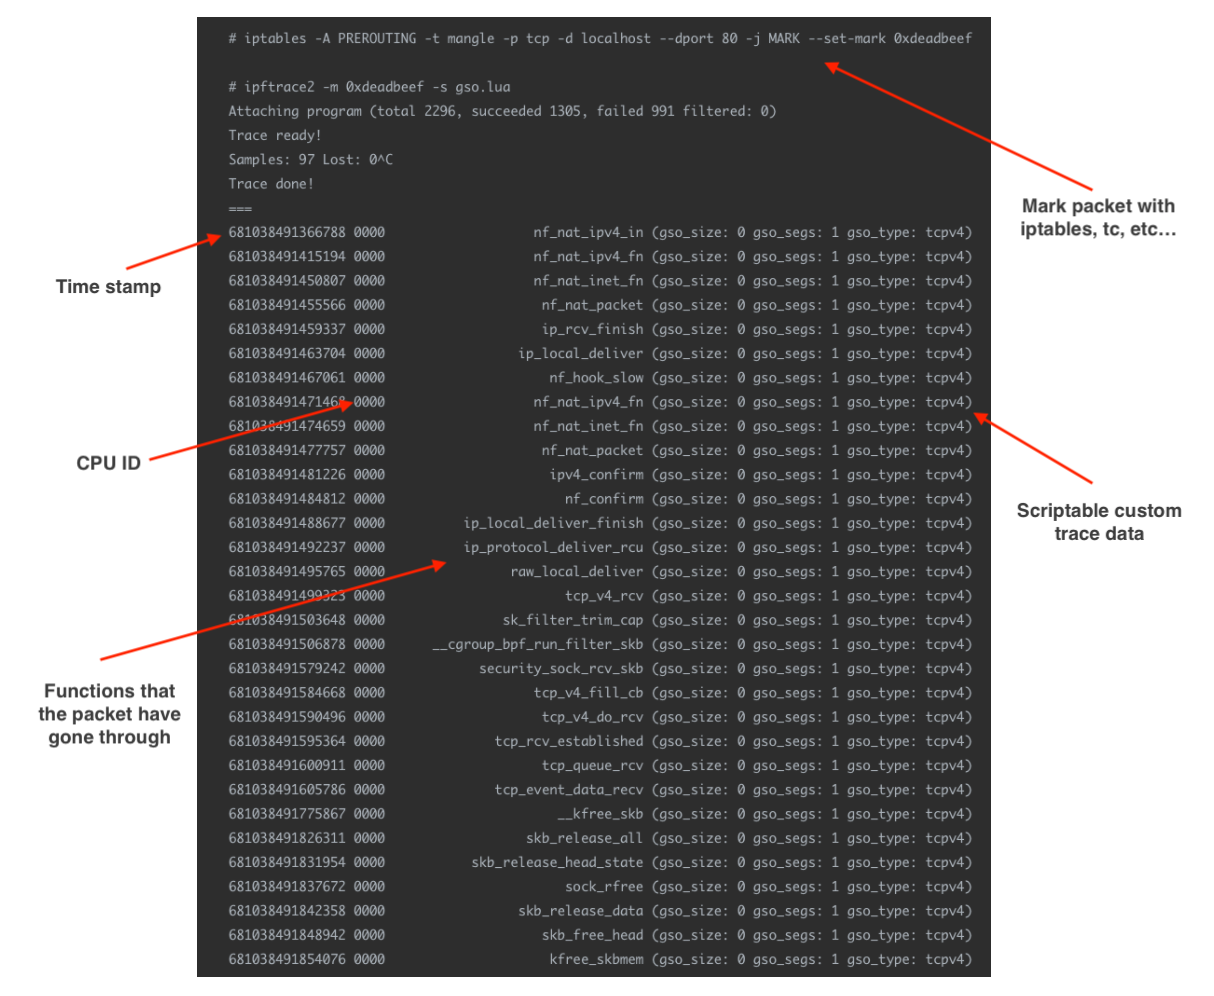 # iptables -A PREROUTING -t mangle -p tcp -d localhost --dport 80 -j MARK --set-mark 0xdeadbeef
# ipftrace2 -m 0xdeadbeef -s gso.lua
Attaching program (total 2296, succeeded 1305, failed 991 filtered: 0)
Trace ready!
Samples: 97 Lost: 0^C
Trace done!
===
681038491366788 0000 nf_nat_ipv4_in (gso_size: 0 gso_segs: 1 gso_type: tcpv4)
681038491415194 0000 nf_nat_ipv4_fn (gso_size: 0 gso_segs: 1 gso_type: tcpv4)
681038491450807 0000 nf_nat_inet_fn (gso_size: 0 gso_segs: 1 gso_type: tcpv4)
681038491455566 0000 nf_nat_packet (gso_size: 0 gso_segs: 1 gso_type: tcpv4)
681038491459337 0000 ip_rcv_finish (gso_size: 0 gso_segs: 1 gso_type: tcpv4)
681038491463704 0000 ip_local_deliver (gso_size: 0 gso_segs: 1 gso_type: tcpv4)
681038491467061 0000 nf_hook_slow (gso_size: 0 gso_segs: 1 gso_type: tcpv4)
681038491471468 0000 nf_nat_ipv4_fn (gso_size: 0 gso_segs: 1 gso_type: tcpv4)
681038491474659 0000 nf_nat_inet_fn (gso_size: 0 gso_segs: 1 gso_type: tcpv4)
681038491477757 0000 nf_nat_packet (gso_size: 0 gso_segs: 1 gso_type: tcpv4)
681038491481226 0000 ipv4_confirm (gso_size: 0 gso_segs: 1 gso_type: tcpv4)
681038491484812 0000 nf_confirm (gso_size: 0 gso_segs: 1 gso_type: tcpv4)
681038491488677 0000 ip_local_deliver_finish (gso_size: 0 gso_segs: 1 gso_type: tcpv4)
681038491492237 0000 ip_protocol_deliver_rcu (gso_size: 0 gso_segs: 1 gso_type: tcpv4)
681038491495765 0000 raw_local_deliver (gso_size: 0 gso_segs: 1 gso_type: tcpv4)
681038491499323 0000 tcp_v4_rcv (gso_size: 0 gso_segs: 1 gso_type: tcpv4)
681038491503648 0000 sk_filter_trim_cap (gso_size: 0 gso_segs: 1 gso_type: tcpv4)
681038491506878 0000 __cgroup_bpf_run_filter_skb (gso_size: 0 gso_segs: 1 gso_type: tcpv4)
681038491579242 0000 security_sock_rcv_skb (gso_size: 0 gso_segs: 1 gso_type: tcpv4)
681038491584668 0000 tcp_v4_fill_cb (gso_size: 0 gso_segs: 1 gso_type: tcpv4)
681038491590496 0000 tcp_v4_do_rcv (gso_size: 0 gso_segs: 1 gso_type: tcpv4)
681038491595364 0000 tcp_rcv_established (gso_size: 0 gso_segs: 1 gso_type: tcpv4)
681038491600911 0000 tcp_queue_rcv (gso_size: 0 gso_segs: 1 gso_type: tcpv4)
681038491605786 0000 tcp_event_data_recv (gso_size: 0 gso_segs: 1 gso_type: tcpv4)
681038491775867 0000 __kfree_skb (gso_size: 0 gso_segs: 1 gso_type: tcpv4)
681038491826311 0000 skb_release_all (gso_size: 0 gso_segs: 1 gso_type: tcpv4)
681038491831954 0000 skb_release_head_state (gso_size: 0 gso_segs: 1 gso_type: tcpv4)
681038491837672 0000 sock_rfree (gso_size: 0 gso_segs: 1 gso_type: tcpv4)
681038491842358 0000 skb_release_data (gso_size: 0 gso_segs: 1 gso_type: tcpv4)
681038491848942 0000 skb_free_head (gso_size: 0 gso_segs: 1 gso_type: tcpv4)
681038491854076 0000 kfree_skbmem (gso_size: 0 gso_segs: 1 gso_type: tcpv4)
Time stamp
CPU ID
Functions that
the packet have
gone through
Mark packet with
iptables, tc, etc…
Scriptable custom
trace data